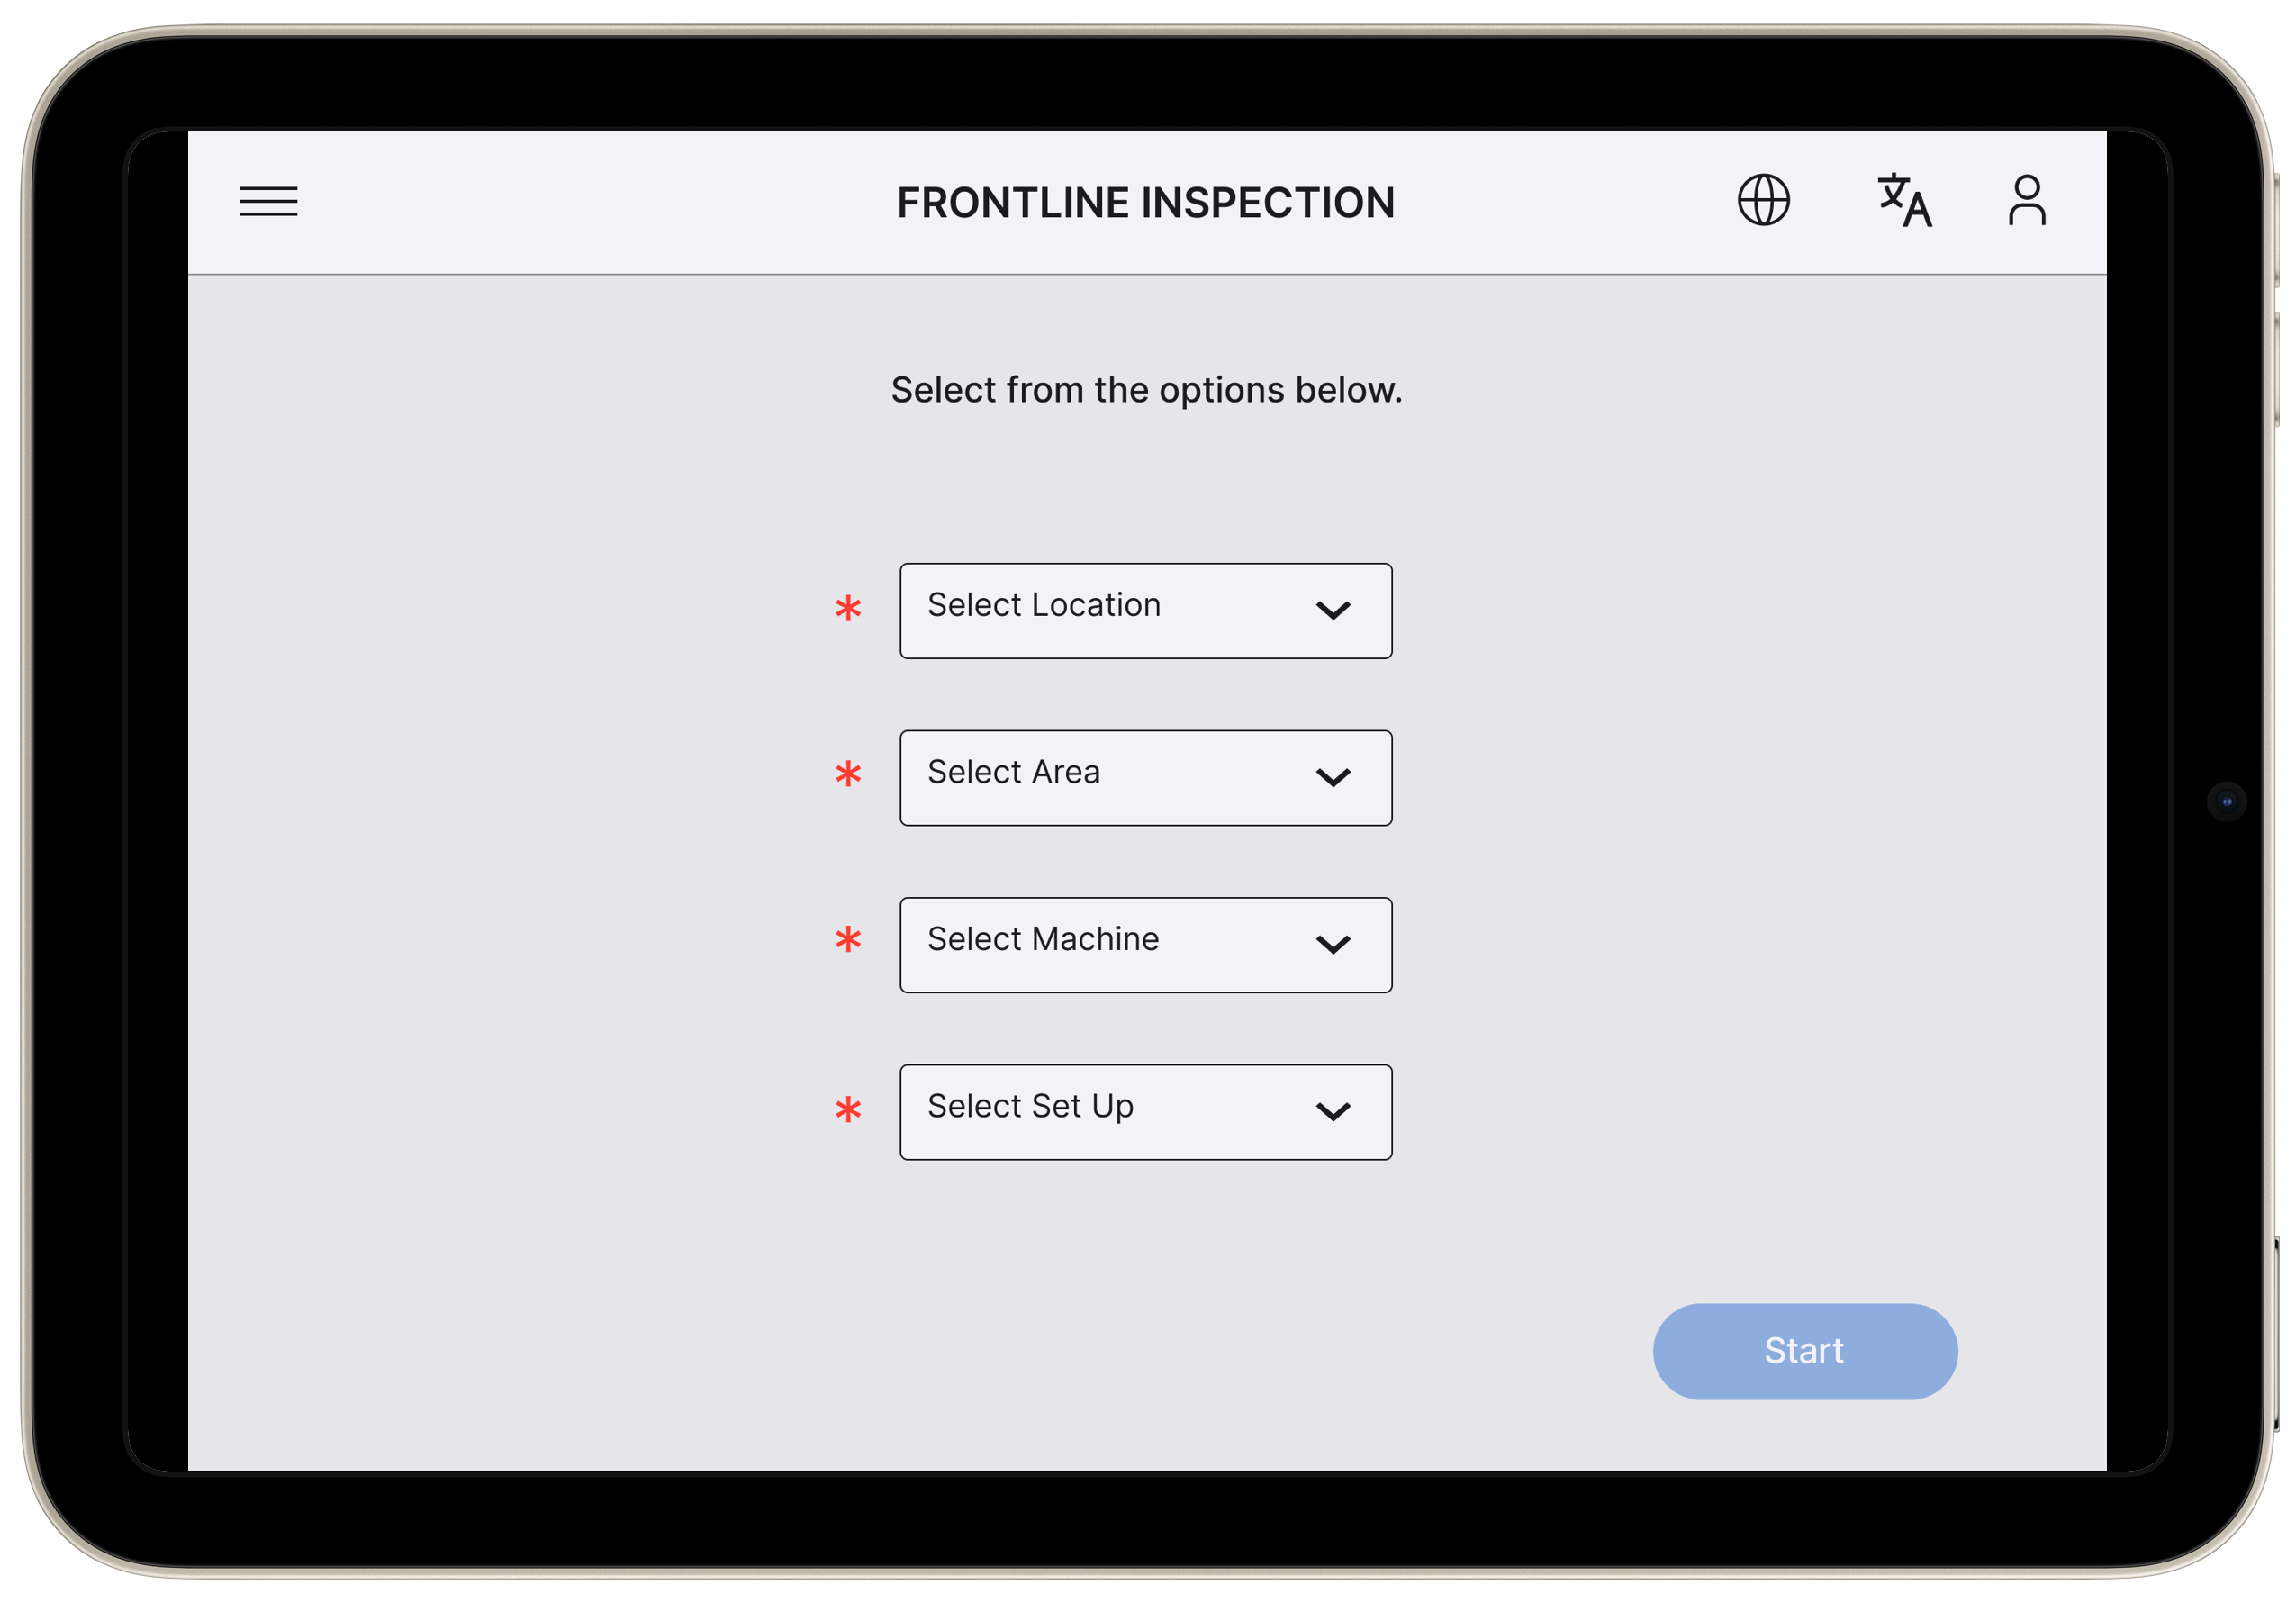 FRONTLINE INSPECTION
Select from the options below.
* Select Location
* Select Area
* Select Machine
* Select Set Up
Start